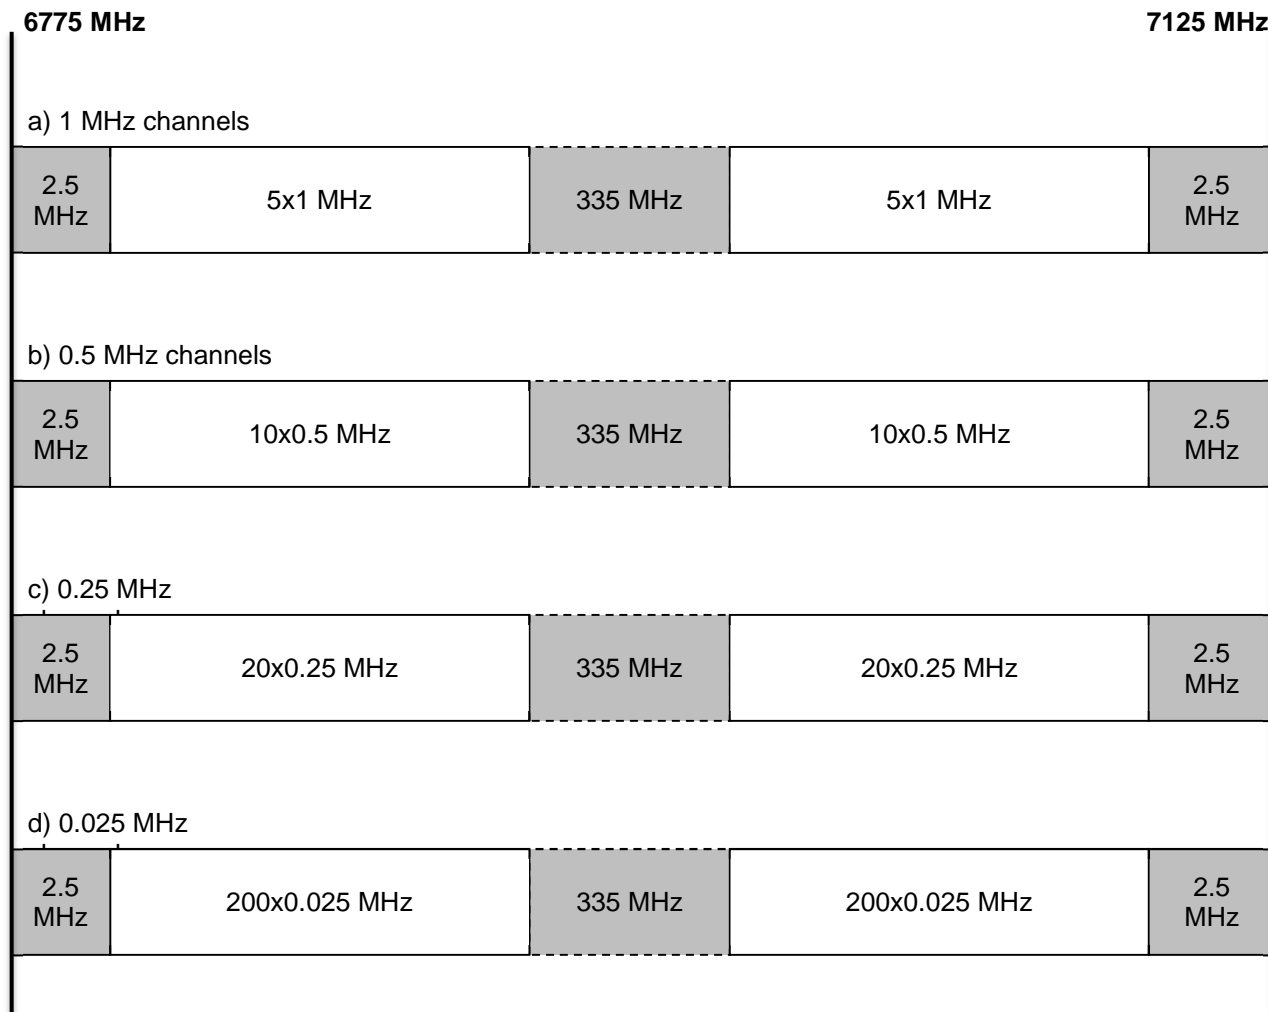 6775 MHz 7125 MHz
a) 1 MHz channels
2.5 MHz 5x1 MHz 335 MHz 5x1 MHz 2.5 MHz
b) 0.5 MHz channels
2.5 MHz 10x0.5 MHz 335 MHz 10x0.5 MHz 2.5 MHz
c) 0.25 MHz
2.5 MHz 20x0.25 MHz 335 MHz 20x0.25 MHz 2.5 MHz
d) 0.025 MHz
2.5 MHz 200x0.025 MHz 335 MHz 200x0.025 MHz 2.5 MHz